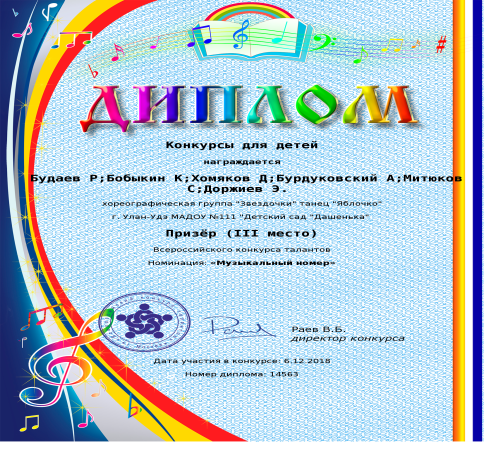 ДИПЛОМ
Конкурсы для детей
награждается
Будаев Р;Бобыкин К;Хомяков Д;Бурдуковский А;Митюков
С;Доржиев Э.
хореографическая группа "Звездочки" танец "Яблочко"
г. Улан-Удэ МАДОУ №111 "Детский сад "Дашенька"
Призёр (III место)
Всероссийского конкурса талантов
Номинация: «Музыкальный номер»
Раев В.Б.
директор конкурса
Дата участия в конкурсе: 6.12.2018
Номер диплома: 14563